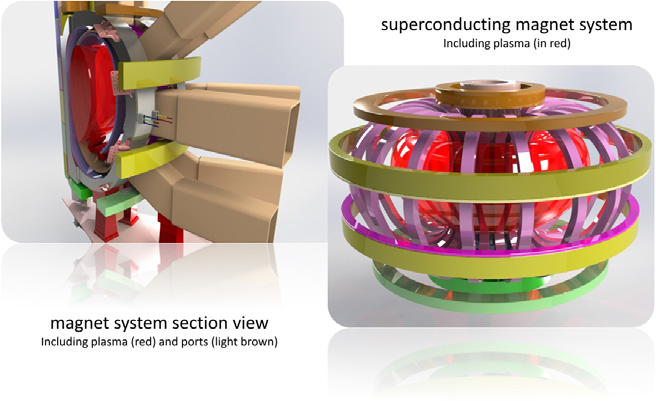 superconducting magnet system
Including plasma (in red)
magnet system section view
Including plasma (red) and ports (light brown)